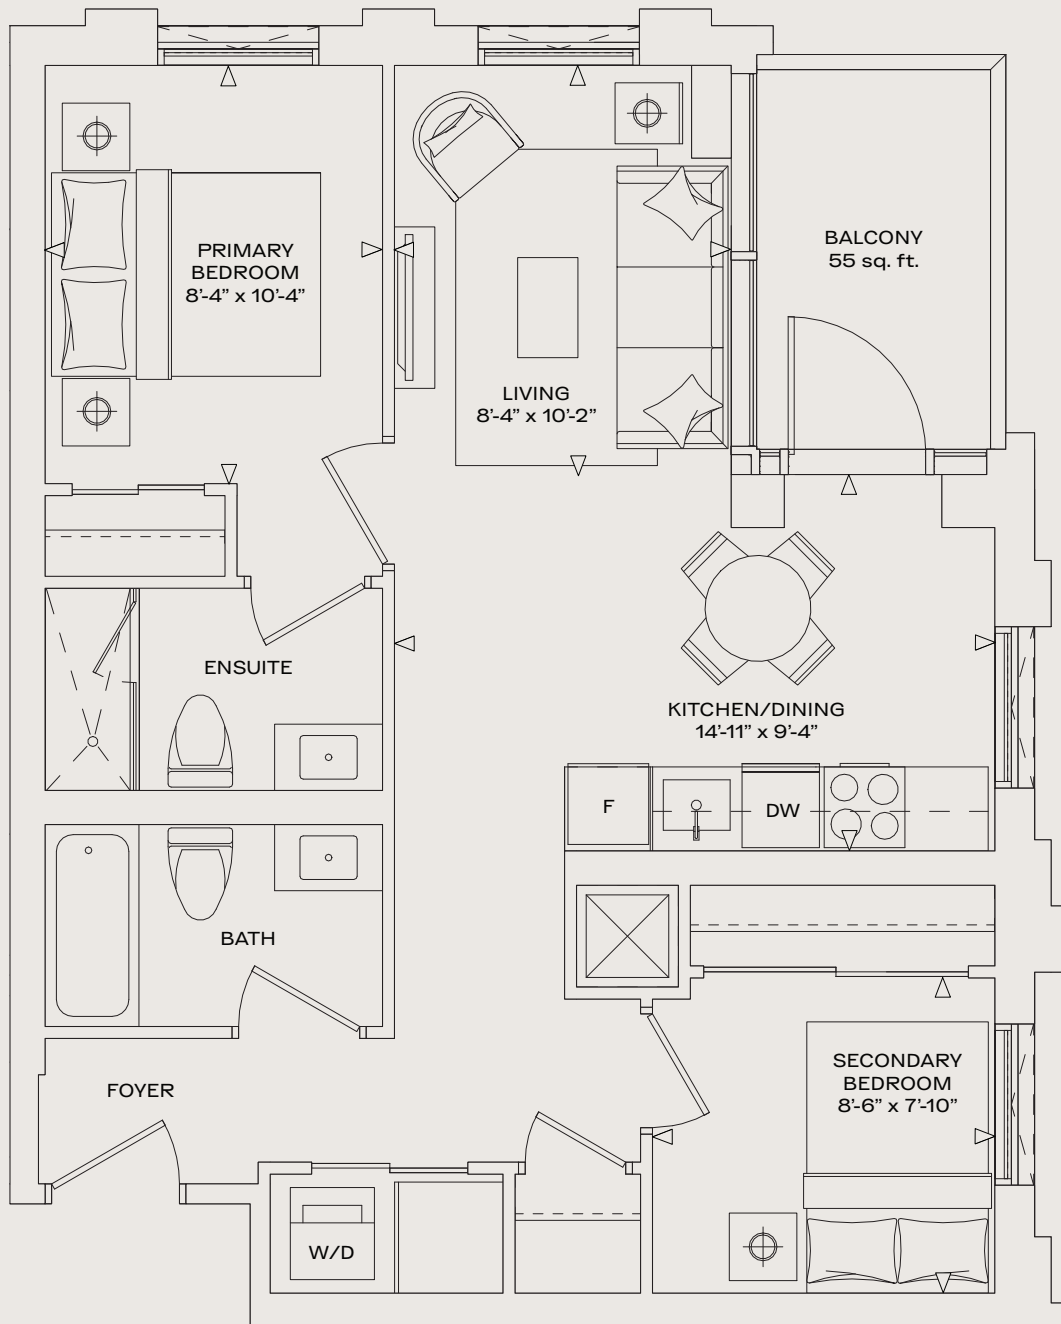 PRIMARY
BEDROOM
8’-4” x 10’-4”
BALCONY
55 sq. ft.
LIVING
8’-4” x 10’-2”
ENSUITE
KITCHEN/DINING
14’-11” x 9’-4”
F
DW
BATH
SECONDARY
BEDROOM
8’-6” x 7’-10”
FOYER
W/D